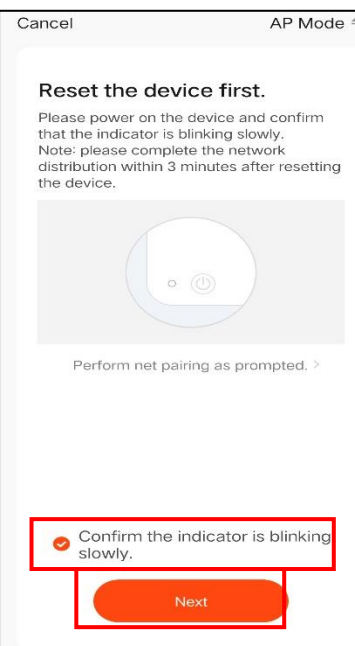 Cancel AP Mode
Reset the device first.
Please power on the device and confirm
that the indicator is blinking slowly.
Note: please complete the network
distribution within 3 minutes after resetting
the device.
Perform net pairing as prompted. >
Confirm the indicator is blinking
slowly.
Next